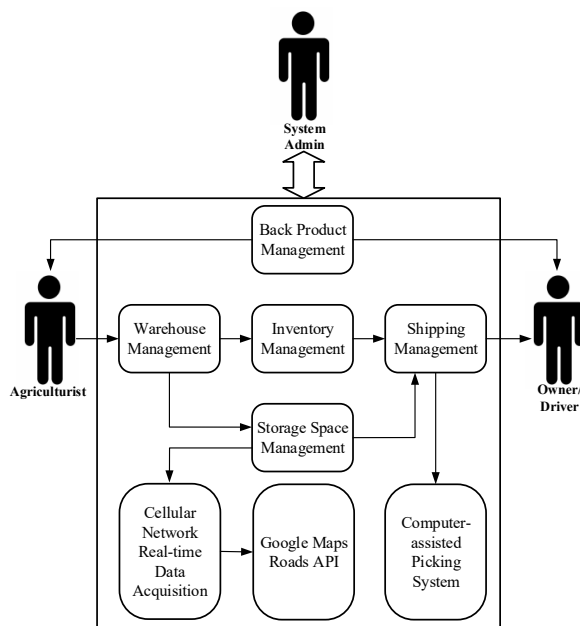 System
Admin
Back Product
Management
Warehouse
Management
Inventory
Management
Shipping
Management
Agriculturist
Owner/
Driver
Storage Space
Management
Cellular
Network
Real-time
Data
Acquisition
Google Maps
Roads API
Computer-
assisted
Picking
System